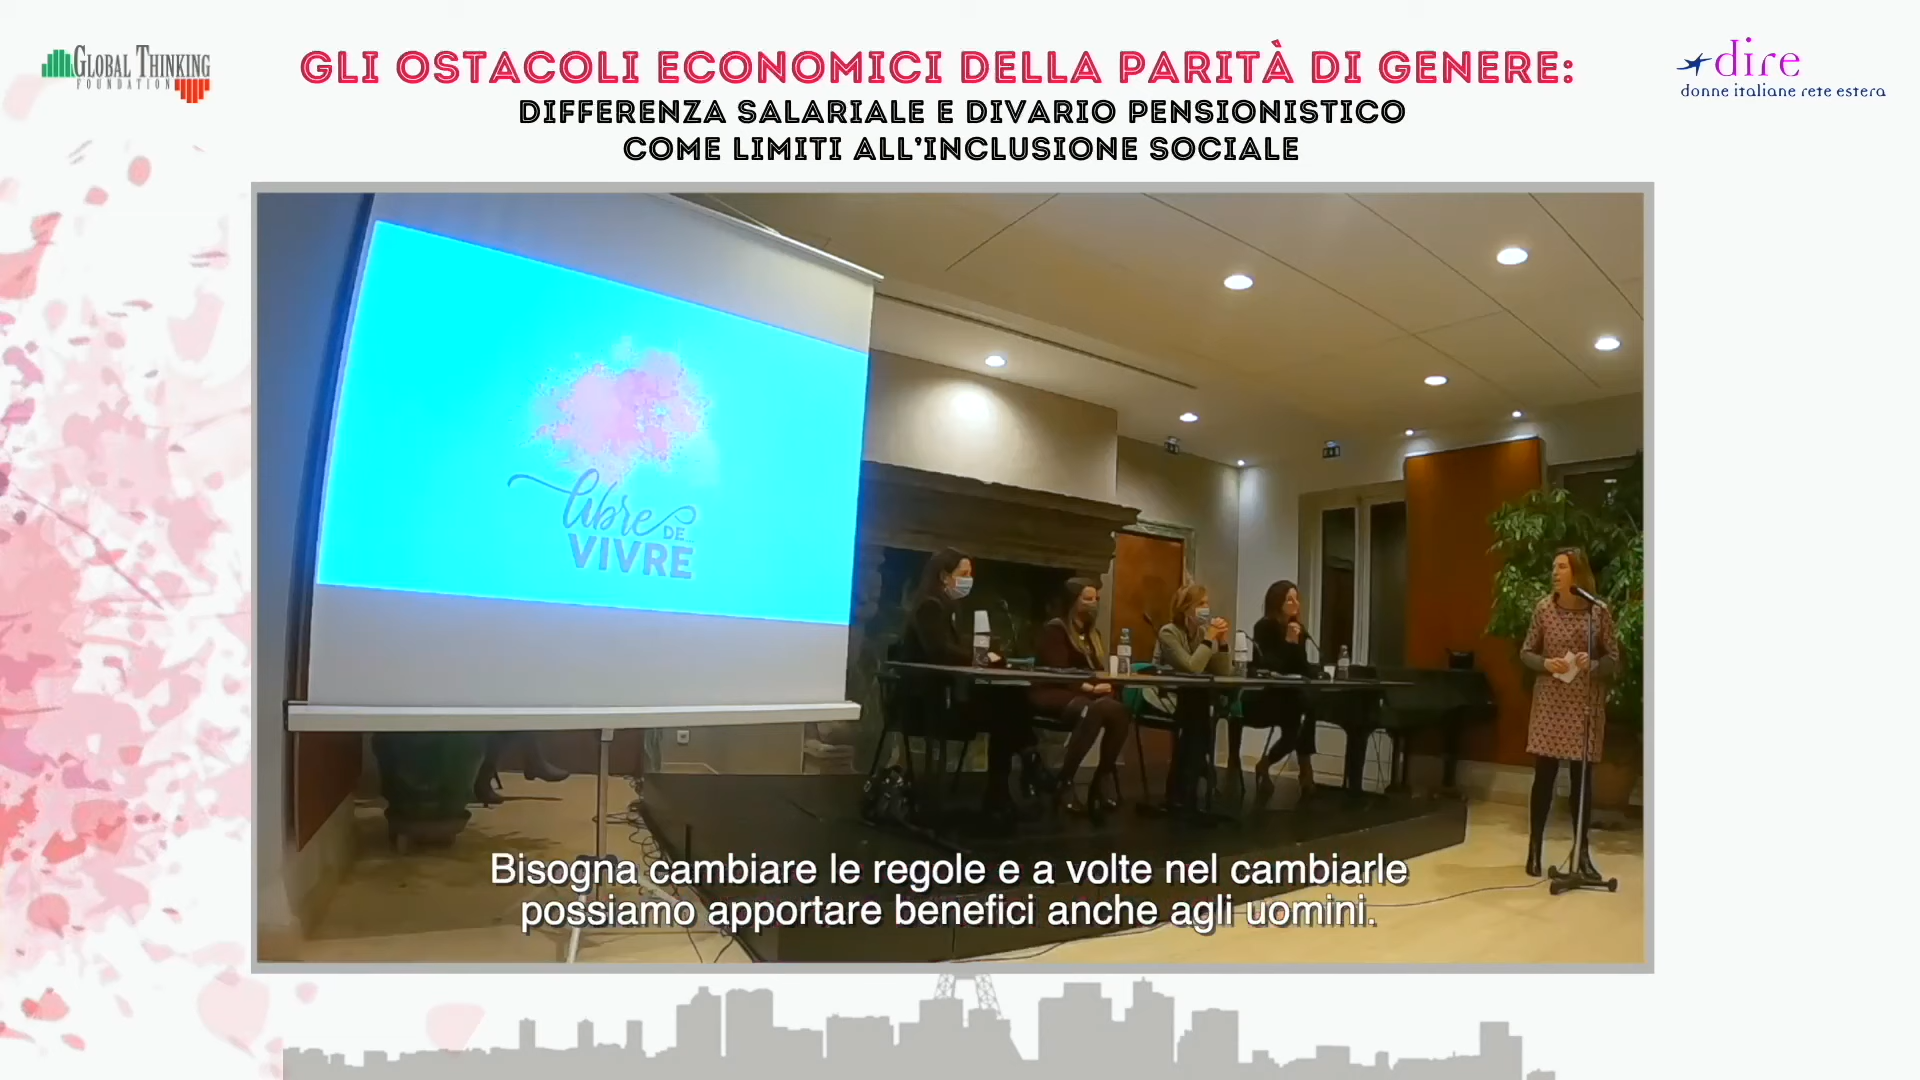 GLOBAL THINKING
FOUNDATION
GLI OSTACOLI ECONOMICI DELLA PARITÀ DI GENERE:
DIFFERENZA SALARIALE E DIVARIO PENSIONISTICO
COME LIMITI ALL'INCLUSIONE SOCIALE
dire
donne italiane rete estera
libre
DE...
VIVRE
Bisogna cambiare le regole e a volte nel cambiarle
possiamo apportare benefici anche agli uomini.